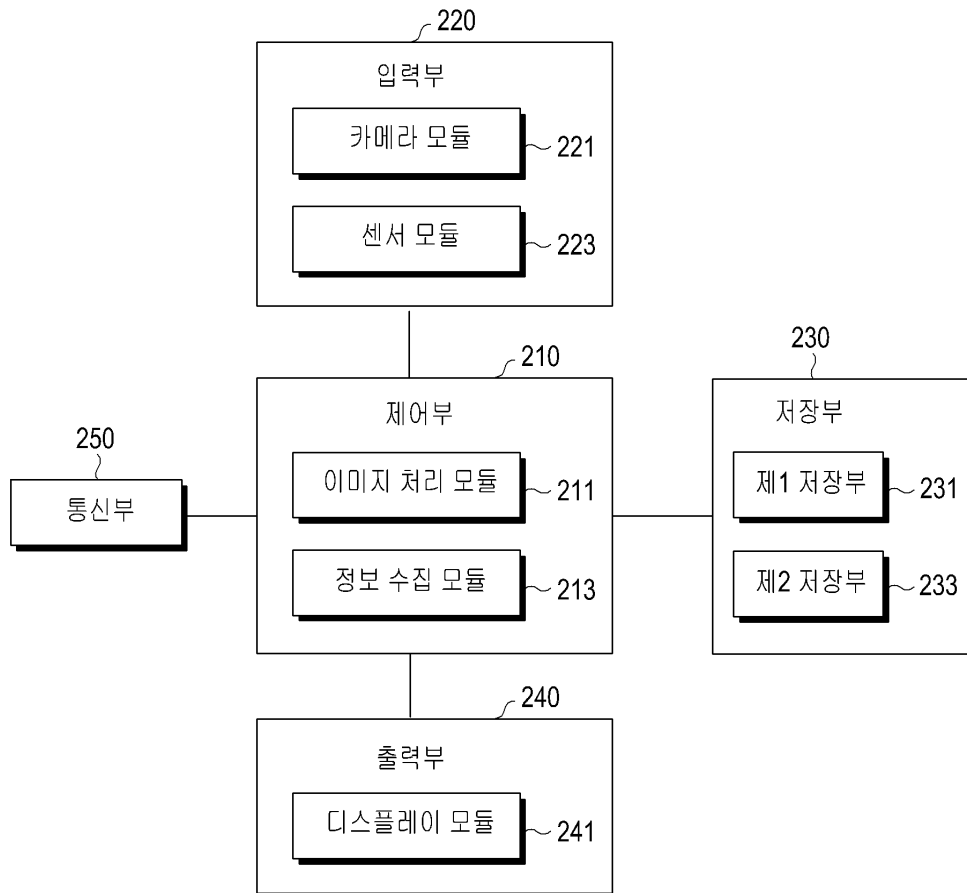 220
입력부
카메라 모듈
221
센서 모듈
223
210
제어부
이미지 처리 모듈
211
정보 수집 모듈
213
230
저장부
제1 저장부
231
제2 저장부
233
250
통신부
240
출력부
디스플레이 모듈
241